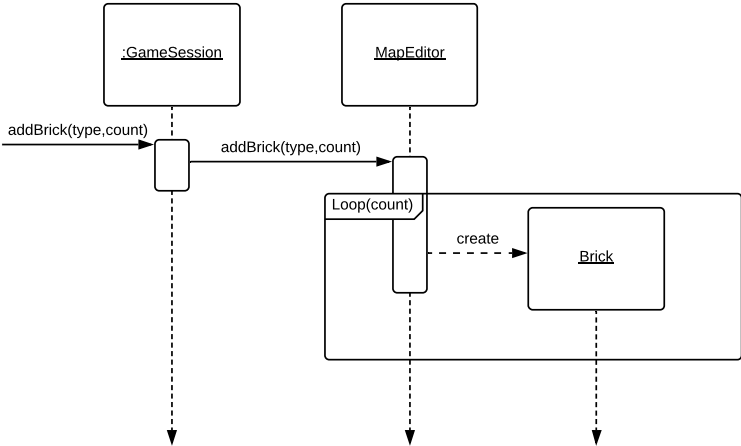 :GameSession
MapEditor
addBrick(type,count)
addBrick(type,count)
Loop(count)
create
Brick